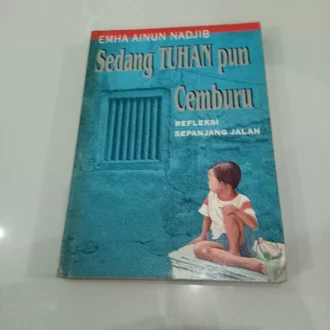 EMHA AINUN NADJIB
Sedang TUHAN pun
Cemburu
REFLEKSI
SEPANJANG JALAN